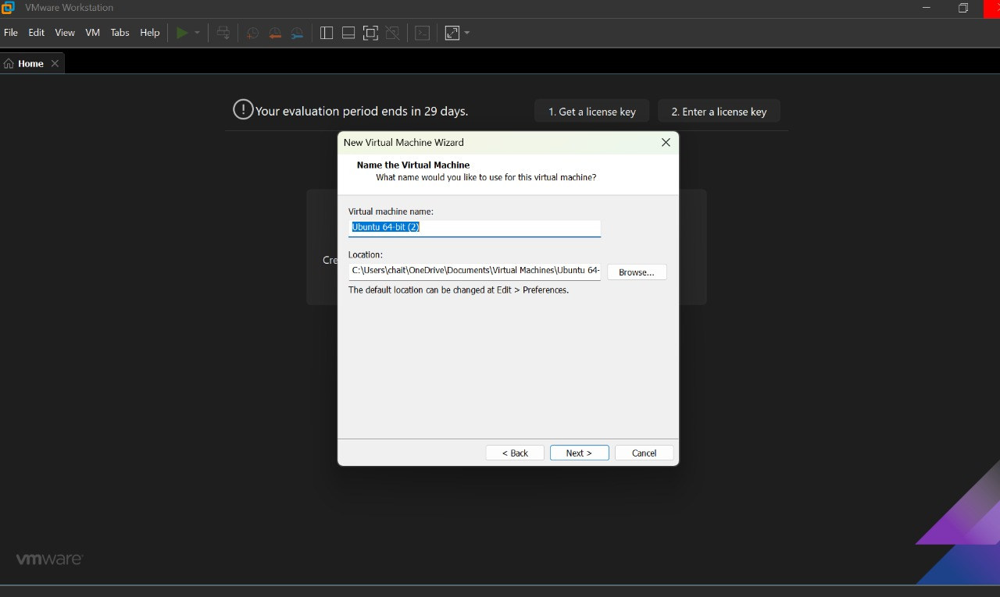 VMware Workstation
File Edit View VM Tabs Help
Home
! Your evaluation period ends in 29 days. 1. Get a license key 2. Enter a license key
New Virtual Machine Wizard
Name the Virtual Machine
What name would you like to use for this virtual machine?
Virtual machine name:
Ubuntu 64-bit (2)
Cre
Location:
C:\Users\chait\OneDrive\Documents\Virtual Machines\Ubuntu 64- Browse...
The default location can be changed at Edit > Preferences.
< Back Next > Cancel
vmware